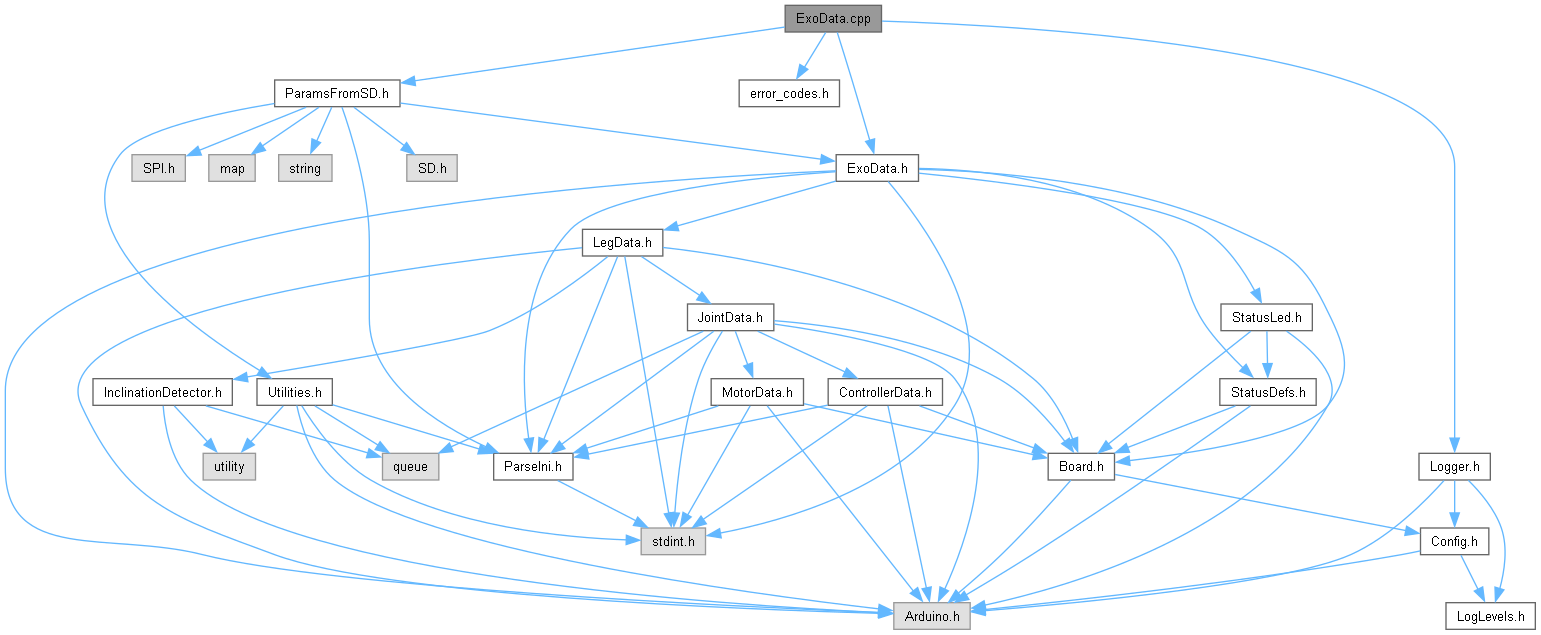 ExoData.cpp
ParamsFromSD.h
error_codes.h
SPI.h
map
string
SD.h
ExoData.h
LegData.h
JointData.h
StatusLed.h
InclinationDetector.h
Utilities.h
MotorData.h
ControllerData.h
StatusDefs.h
utility
queue
ParseIni.h
Board.h
Logger.h
stdint.h
Config.h
Arduino.h
LogLevels.h